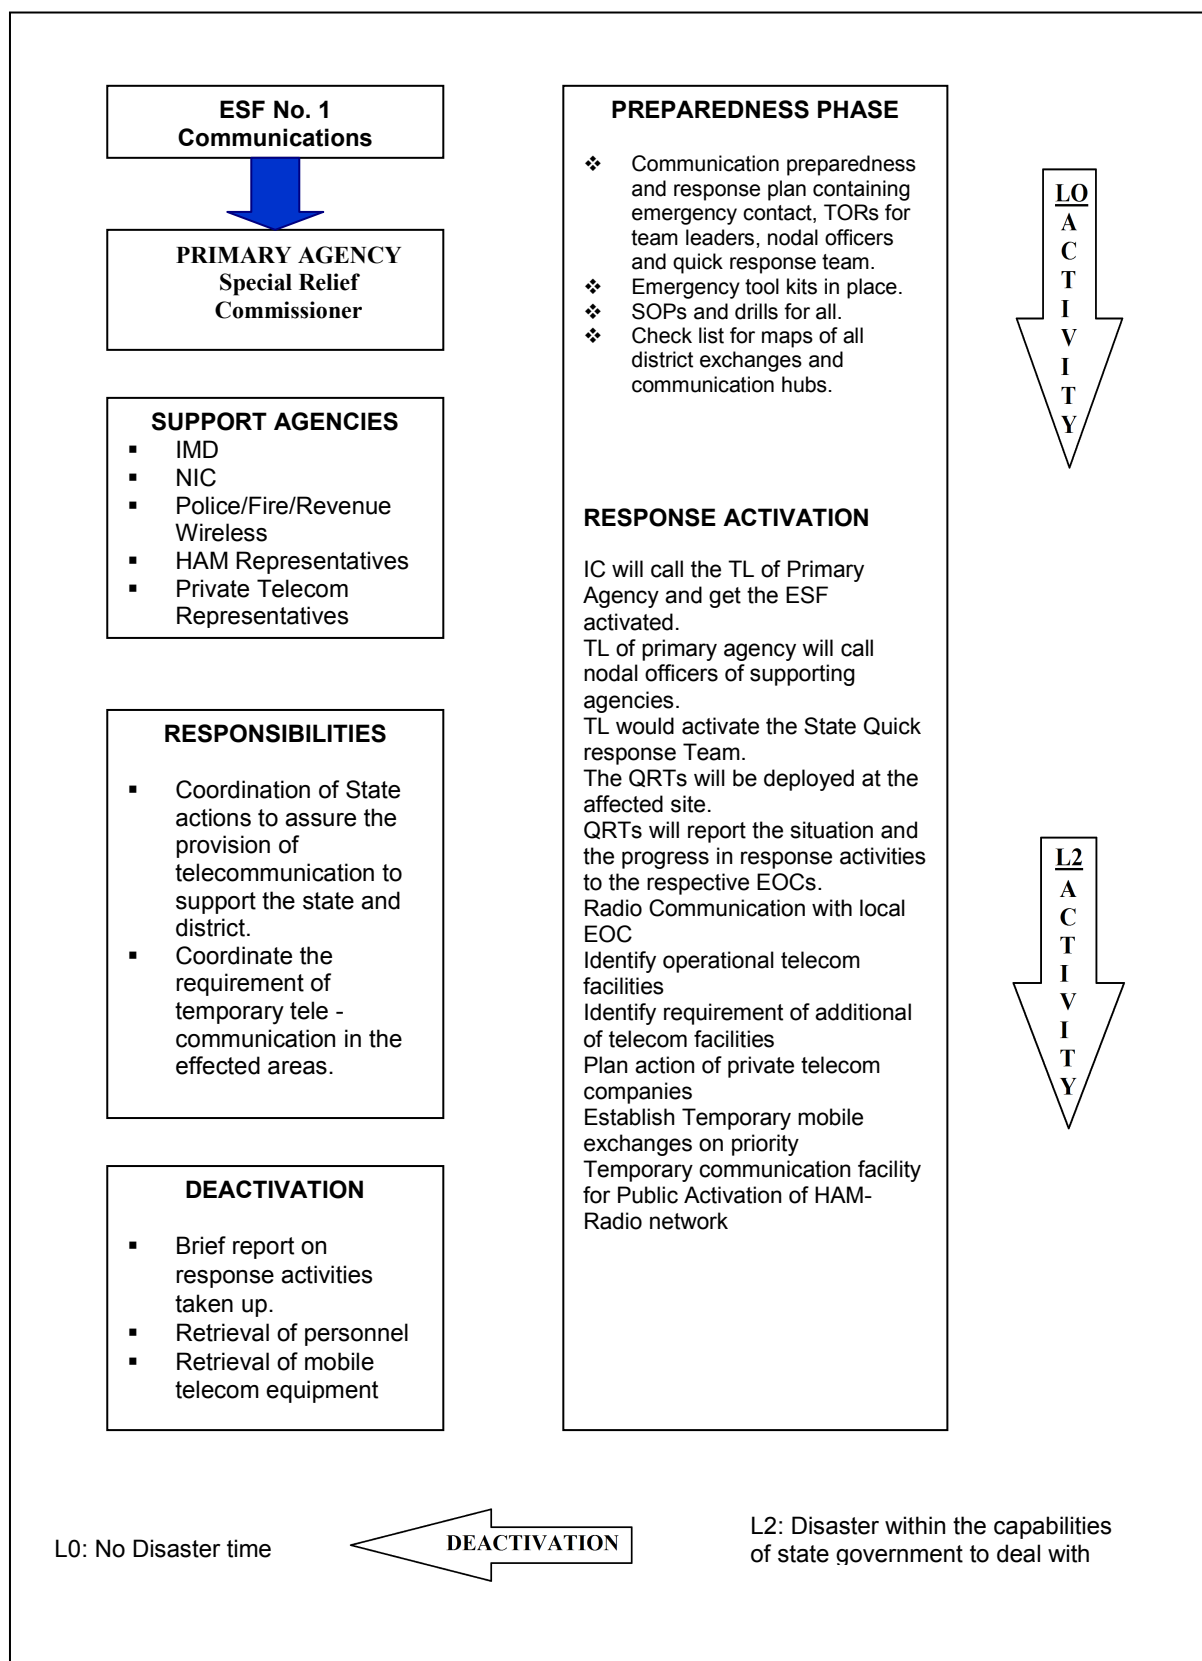 ESF No. 1
Communications
PRIMARY AGENCY
Special Relief
Commissioner
SUPPORT AGENCIES
▪ IMD
▪ NIC
▪ Police/Fire/Revenue
Wireless
▪ HAM Representatives
▪ Private Telecom
Representatives
RESPONSIBILITIES
▪ Coordination of State
actions to assure the
provision of
telecommunication to
support the state and
district.
▪ Coordinate the
requirement of
temporary tele -
communication in the
effected areas.
DEACTIVATION
▪ Brief report on
response activities
taken up.
▪ Retrieval of personnel
▪ Retrieval of mobile
telecom equipment
PREPAREDNESS PHASE
❖ Communication preparedness
and response plan containing
emergency contact, TORs for
team leaders, nodal officers
and quick response team.
❖ Emergency tool kits in place.
❖ SOPs and drills for all.
❖ Check list for maps of all
district exchanges and
communication hubs.
RESPONSE ACTIVATION
IC will call the TL of Primary
Agency and get the ESF
activated.
TL of primary agency will call
nodal officers of supporting
agencies.
TL would activate the State Quick
response Team.
The QRTs will be deployed at the
affected site.
QRTs will report the situation and
the progress in response activities
to the respective EOCs.
Radio Communication with local
EOC
Identify operational telecom
facilities
Identify requirement of additional
of telecom facilities
Plan action of private telecom
companies
Establish Temporary mobile
exchanges on priority
Temporary communication facility
for Public Activation of HAM-
Radio network
LO
A
C
T
I
V
I
T
Y
L2
A
C
T
I
V
I
T
Y
L0: No Disaster time
DEACTIVATION
L2: Disaster within the capabilities
of state government to deal with